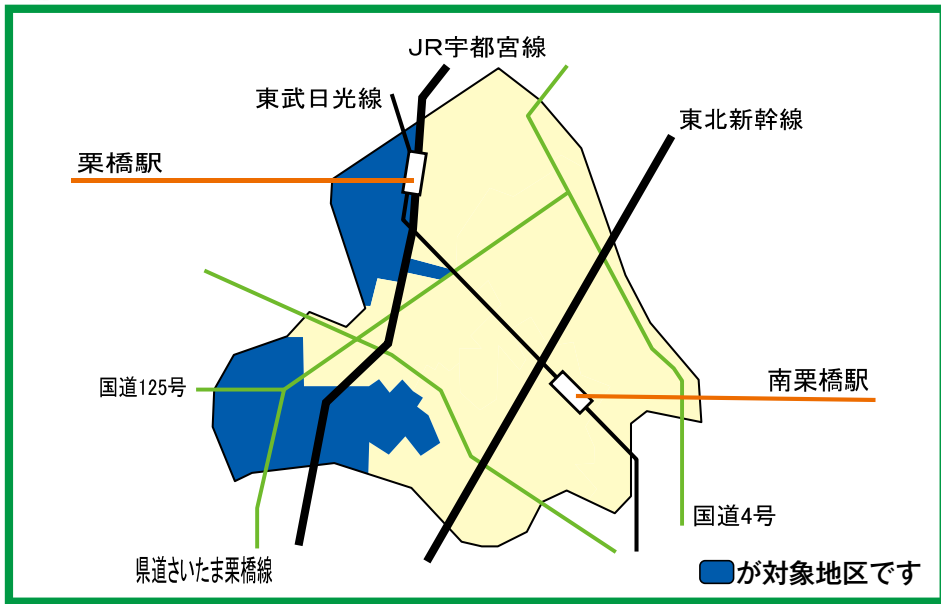 JR宇都宮線
東武日光線
東北新幹線
栗橋駅
国道125号
南栗橋駅
国道4号
県道さいたま栗橋線
が対象地区です